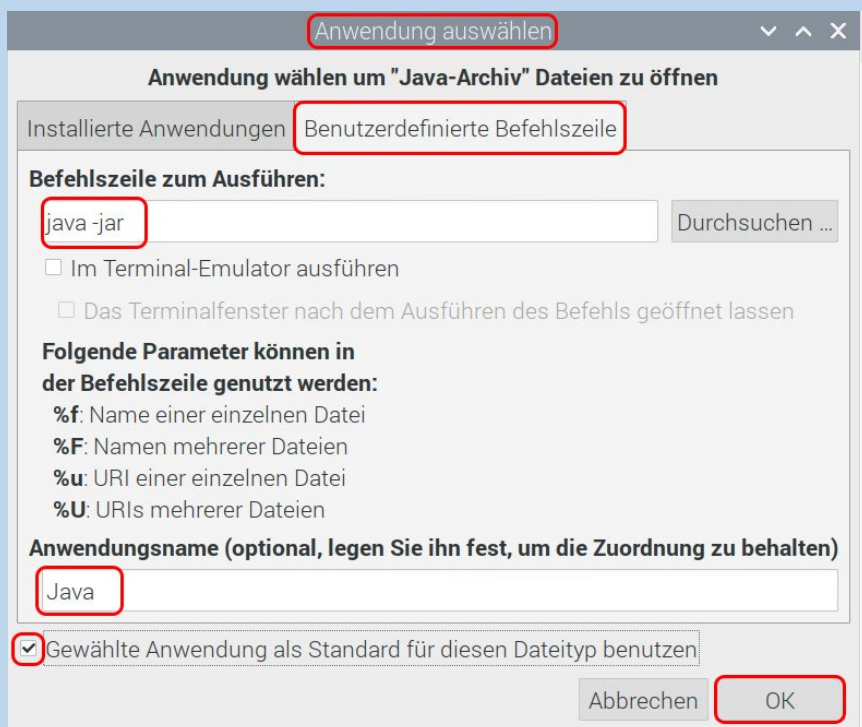 Anwendung auswählen
Anwendung wählen um "Java-Archiv" Dateien zu öffnen
Installierte Anwendungen Benutzerdefinierte Befehlszeile
Befehlszeile zum Ausführen:
java -jar Durchsuchen ...
Im Terminal-Emulator ausführen
Das Terminalfenster nach dem Ausführen des Befehls geöffnet lassen
Folgende Parameter können in
der Befehlszeile genutzt werden:
%f: Name einer einzelnen Datei
%F: Namen mehrerer Dateien
%u: URI einer einzelnen Datei
%U: URIs mehrerer Dateien
Anwendungsname (optional, legen Sie ihn fest, um die Zuordnung zu behalten)
Java
Gewählte Anwendung als Standard für diesen Dateityp benutzen
Abbrechen OK